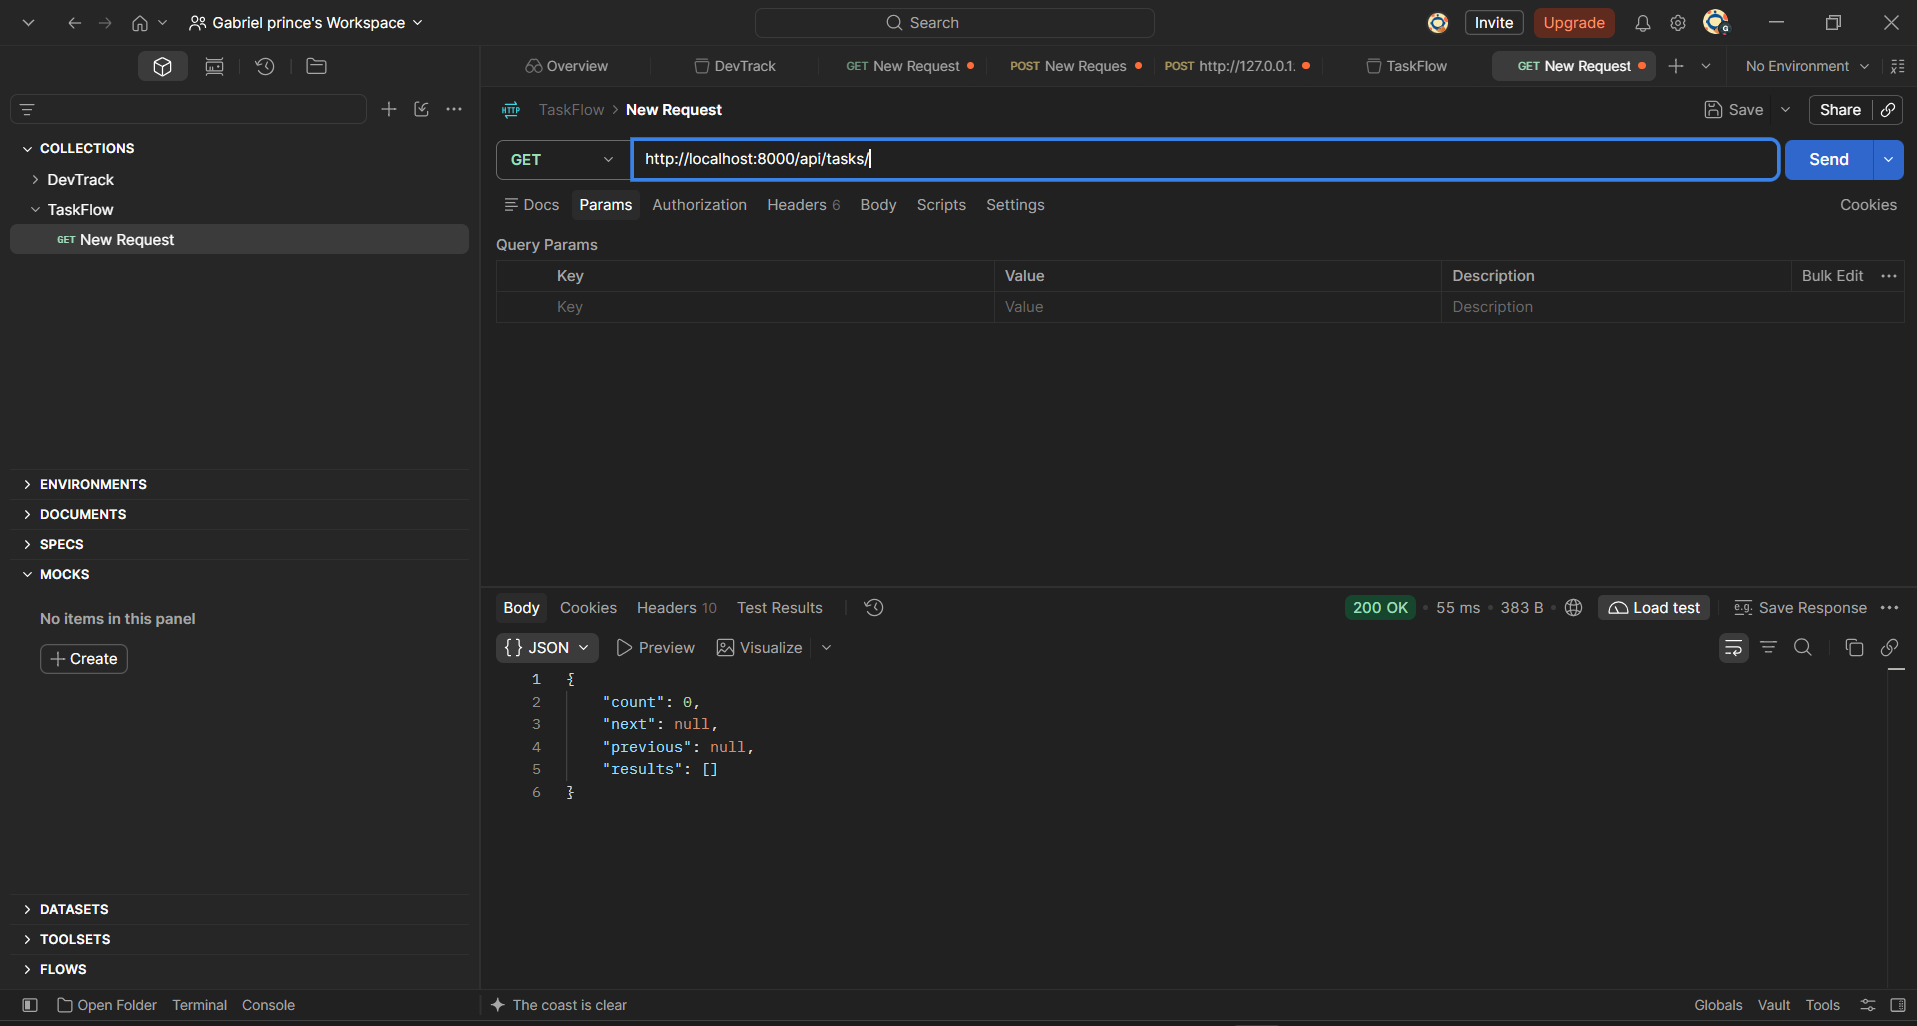 Gabriel prince's Workspace
Search
Invite
Upgrade
Overview
DevTrack
GET New Request
POST New Reques
POST http://127.0.0.1.
TaskFlow
GET New Request
No Environment
HTTP TaskFlow > New Request
Save
Share
COLLECTIONS
DevTrack
TaskFlow
GET New Request
GET
http://localhost:8000/api/tasks/
Send
Docs
Params
Authorization
Headers 6
Body
Scripts
Settings
Cookies
Query Params
Key Value Description Bulk Edit
Key Value Description
ENVIRONMENTS
DOCUMENTS
SPECS
MOCKS
No items in this panel
Create
DATASETS
TOOLSETS
FLOWS
Body Cookies Headers 10 Test Results
200 OK • 55 ms • 383 B
Load test
e.g. Save Response
{} JSON
Preview
Visualize
1 {
2 "count": 0,
3 "next": null,
4 "previous": null,
5 "results": []
6 }
Open Folder Terminal Console
The coast is clear
Globals Vault Tools